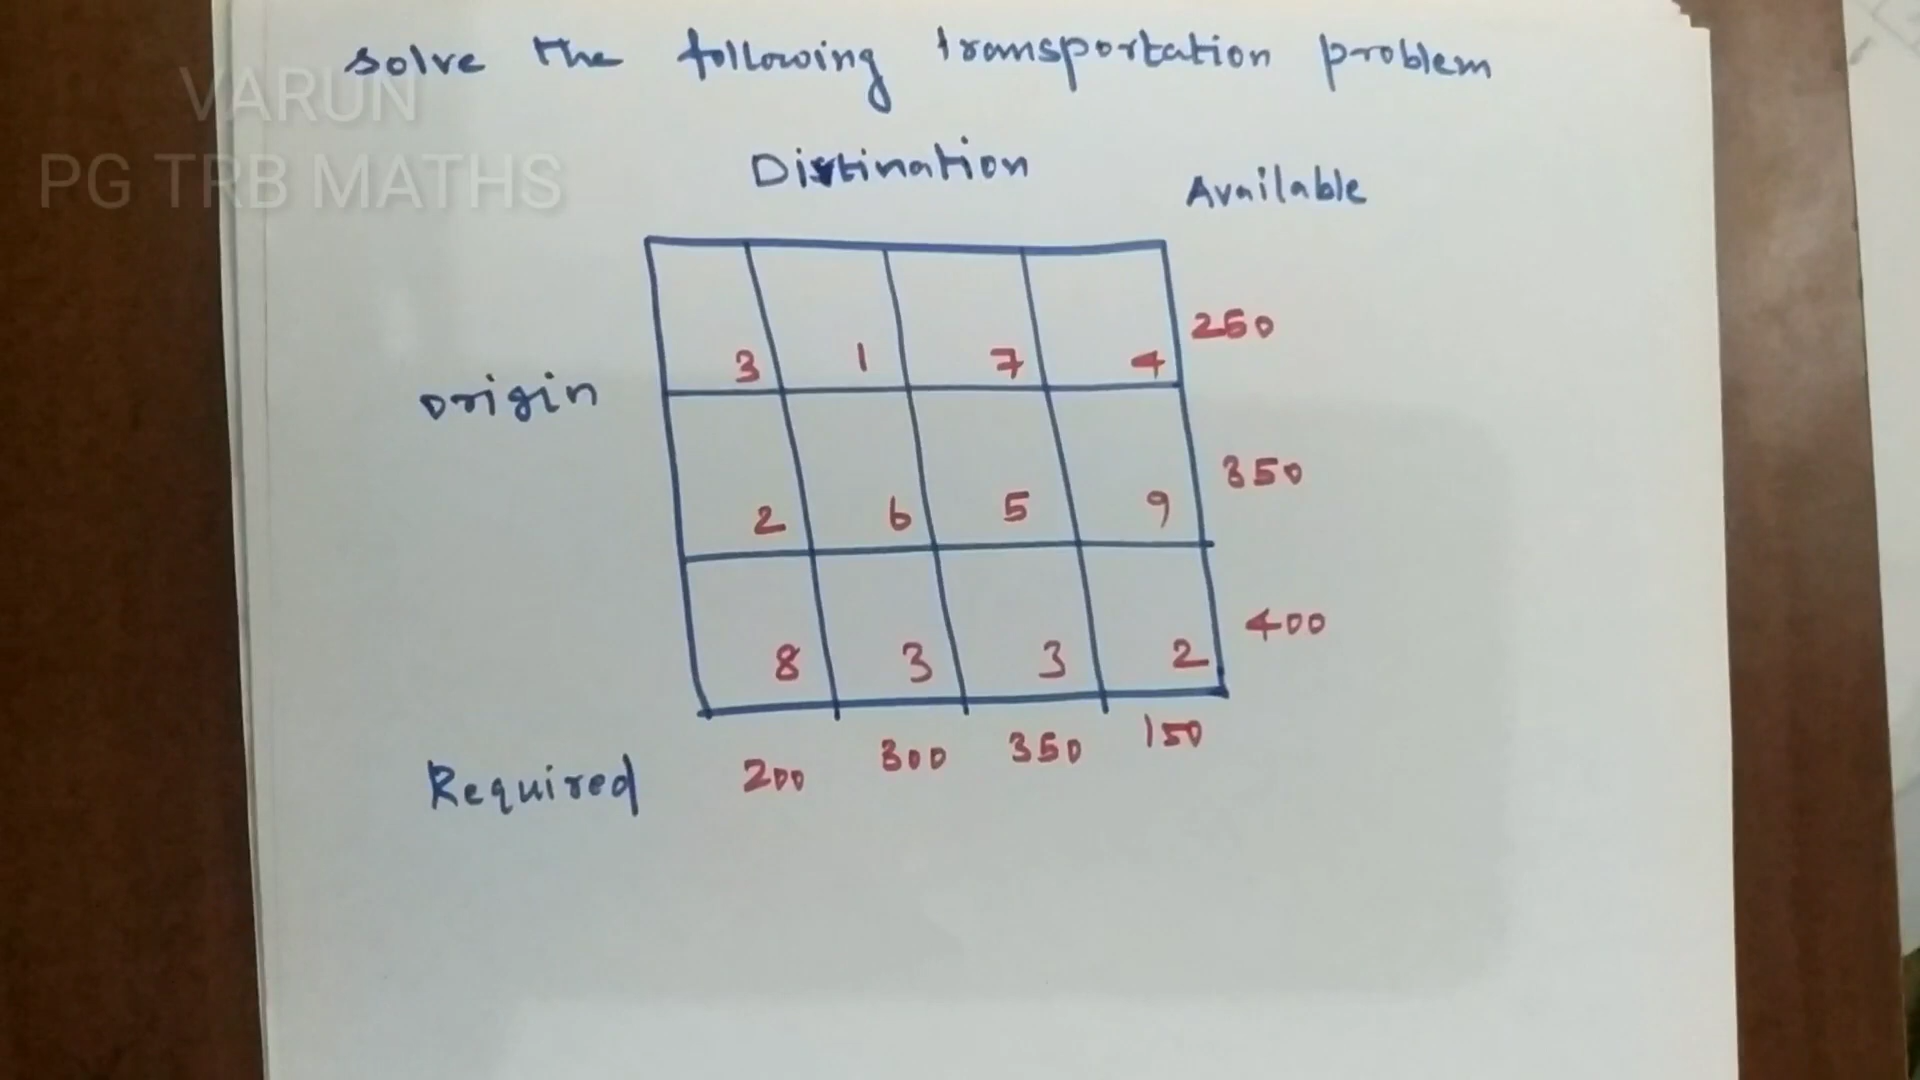 solve the following transportation problem
VARUN
PG TRB MATHS
Distination
Available
3 1 7 4 250
origin
2 6 5 9 350
8 3 3 2 400
Required 200 300 350 150